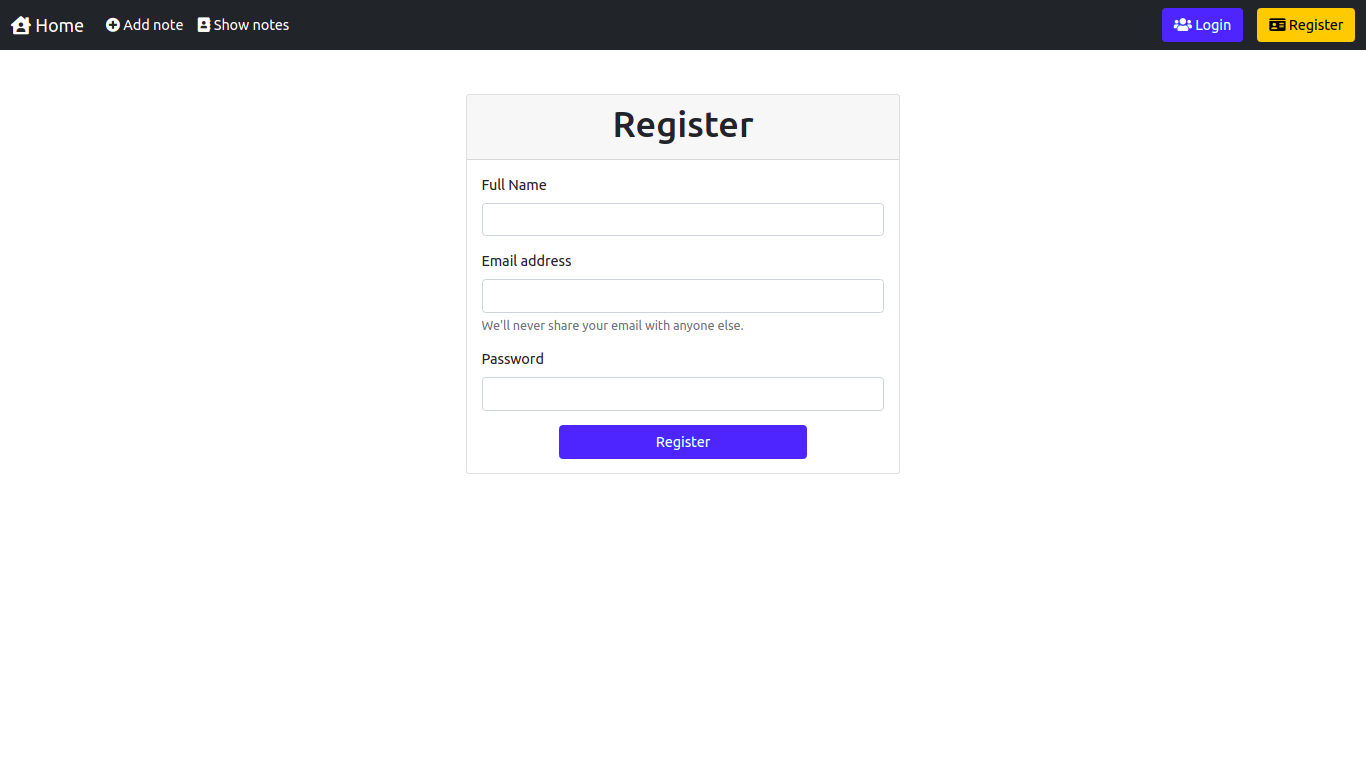 Home Add note Show notes Login Register
Register
Full Name
Email address
We'll never share your email with anyone else.
Password
Register